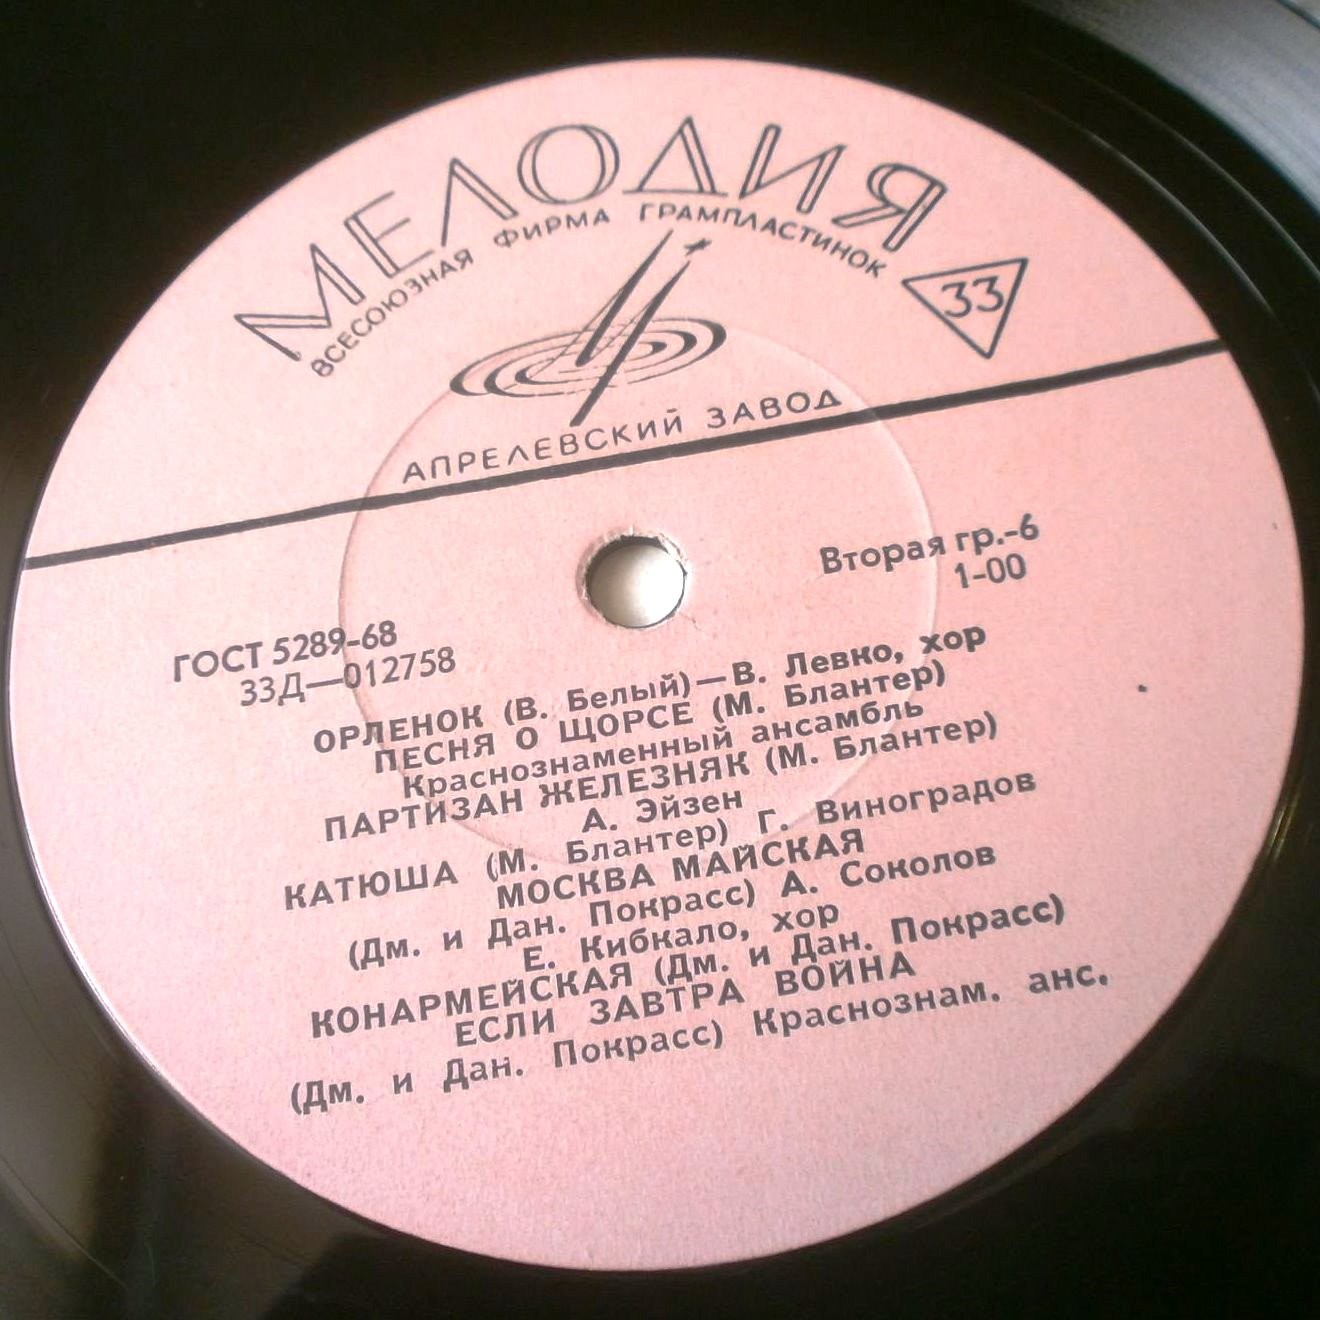 МЕЛОДИЯ
ВСЕСОЮЗНАЯ ФИРМА ГРАМПЛАСТИНОК
33
АПРЕЛЕВСКИЙ ЗАВОД
Вторая гр.-6
1-00
ГОСТ 5289-68
33Д—012758
ОРЛЕНОК (В. Белый)—В. Левко, хор
ПЕСНЯ О ЩОРСЕ (М. Блантер)
Краснознаменный ансамбль
ПАРТИЗАН ЖЕЛЕЗНЯК (М. Блантер)
А. Эйзен
КАТЮША (М. Блантер) Г. Виноградов
МОСКВА МАЙСКАЯ
(Дм. и Дан. Покрасс) А. Соколов
Е. Кибкало, хор
КОНАРМЕЙСКАЯ (Дм. и Дан. Покрасс)
ЕСЛИ ЗАВТРА ВОЙНА
(Дм. и Дан. Покрасс) Краснознам. анс.